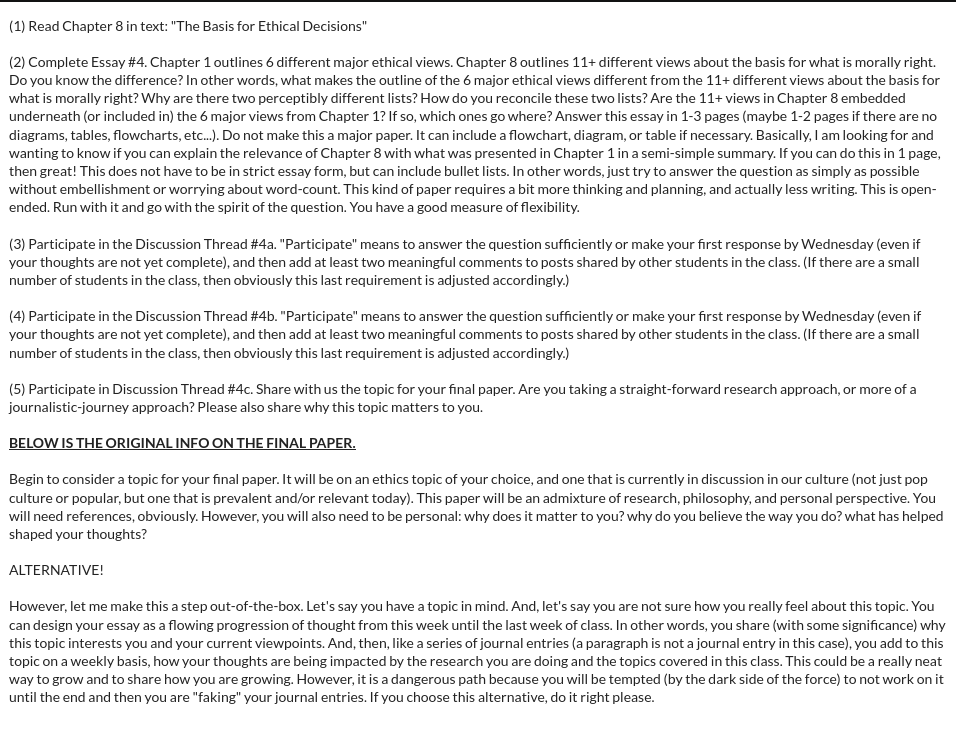 (1) Read Chapter 8 in text: "The Basis for Ethical Decisions"
(2) Complete Essay #4. Chapter 1 outlines 6 different major ethical views. Chapter 8 outlines 11+ different views about the basis for what is morally right.
Do you know the difference? In other words, what makes the outline of the 6 major ethical views different from the 11+ different views about the basis for
what is morally right? Why are there two perceptibly different lists? How do you reconcile these two lists? Are the 11+ views in Chapter 8 embedded
underneath (or included in) the 6 major views from Chapter 1? If so, which ones go where? Answer this essay in 1-3 pages (maybe 1-2 pages if there are no
diagrams, tables, flowcharts, etc...). Do not make this a major paper. It can include a flowchart, diagram, or table if necessary. Basically, I am looking for and
wanting to know if you can explain the relevance of Chapter 8 with what was presented in Chapter 1 in a semi-simple summary. If you can do this in 1 page,
then great! This does not have to be in strict essay form, but can include bullet lists. In other words, just try to answer the question as simply as possible
without embellishment or worrying about word-count. This kind of paper requires a bit more thinking and planning, and actually less writing. This is open-
ended. Run with it and go with the spirit of the question. You have a good measure of flexibility.
(3) Participate in the Discussion Thread #4a. "Participate" means to answer the question sufficiently or make your first response by Wednesday (even if
your thoughts are not yet complete), and then add at least two meaningful comments to posts shared by other students in the class. (If there are a small
number of students in the class, then obviously this last requirement is adjusted accordingly.)
(4) Participate in the Discussion Thread #4b. "Participate" means to answer the question sufficiently or make your first response by Wednesday (even if
your thoughts are not yet complete), and then add at least two meaningful comments to posts shared by other students in the class. (If there are a small
number of students in the class, then obviously this last requirement is adjusted accordingly.)
(5) Participate in Discussion Thread #4c. Share with us the topic for your final paper. Are you taking a straight-forward research approach, or more of a
journalistic-journey approach? Please also share why this topic matters to you.
BELOW IS THE ORIGINAL INFO ON THE FINAL PAPER.
Begin to consider a topic for your final paper. It will be on an ethics topic of your choice, and one that is currently in discussion in our culture (not just pop
culture or popular, but one that is prevalent and/or relevant today). This paper will be an admixture of research, philosophy, and personal perspective. You
will need references, obviously. However, you will also need to be personal: why does it matter to you? why do you believe the way you do? what has helped
shaped your thoughts?
ALTERNATIVE!
However, let me make this a step out-of-the-box. Let's say you have a topic in mind. And, let's say you are not sure how you really feel about this topic. You
can design your essay as a flowing progression of thought from this week until the last week of class. In other words, you share (with some significance) why
this topic interests you and your current viewpoints. And, then, like a series of journal entries (a paragraph is not a journal entry in this case), you add to this
topic on a weekly basis, how your thoughts are being impacted by the research you are doing and the topics covered in this class. This could be a really neat
way to grow and to share how you are growing. However, it is a dangerous path because you will be tempted (by the dark side of the force) to not work on it
until the end and then you are "faking" your journal entries. If you choose this alternative, do it right please.